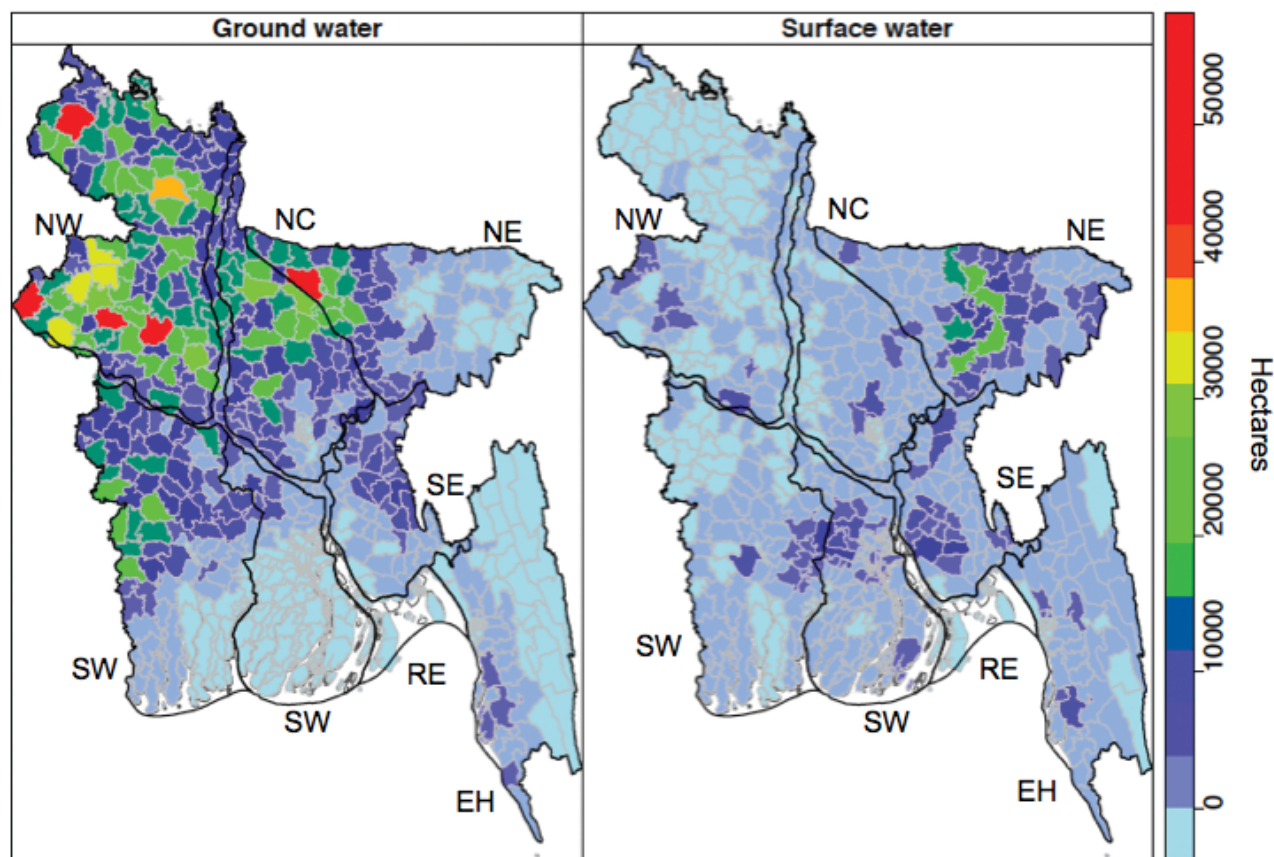 Ground water
Surface water
NW
NC
NE
SE
SW
SW
RE
EH
NW
NC
NE
SE
SW
SW
RE
EH
50000
40000
30000
20000
10000
0
Hectares